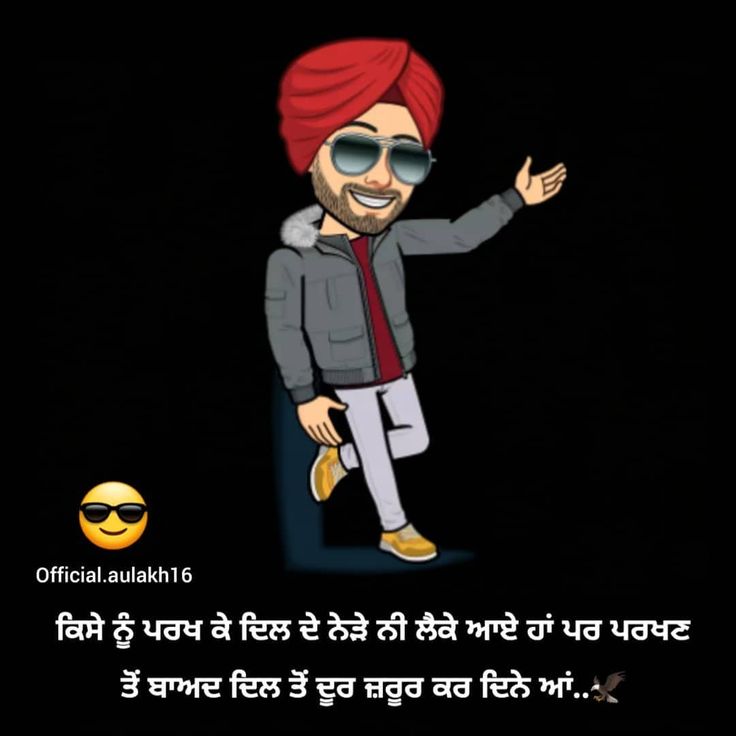 Official.aulakh16
ਕਿਸੇ ਨੂੰ ਪਰਖ ਕੇ ਦਿਲ ਦੇ ਨੇੜੇ ਨੀ ਲੈਕੇ ਆਏ ਹਾਂ ਪਰ ਪਰਖਣ
ਤੋਂ ਬਾਅਦ ਦਿਲ ਤੋਂ ਦੂਰ ਜ਼ਰੂਰ ਕਰ ਦਿਨੇ ਆਂ..🦅